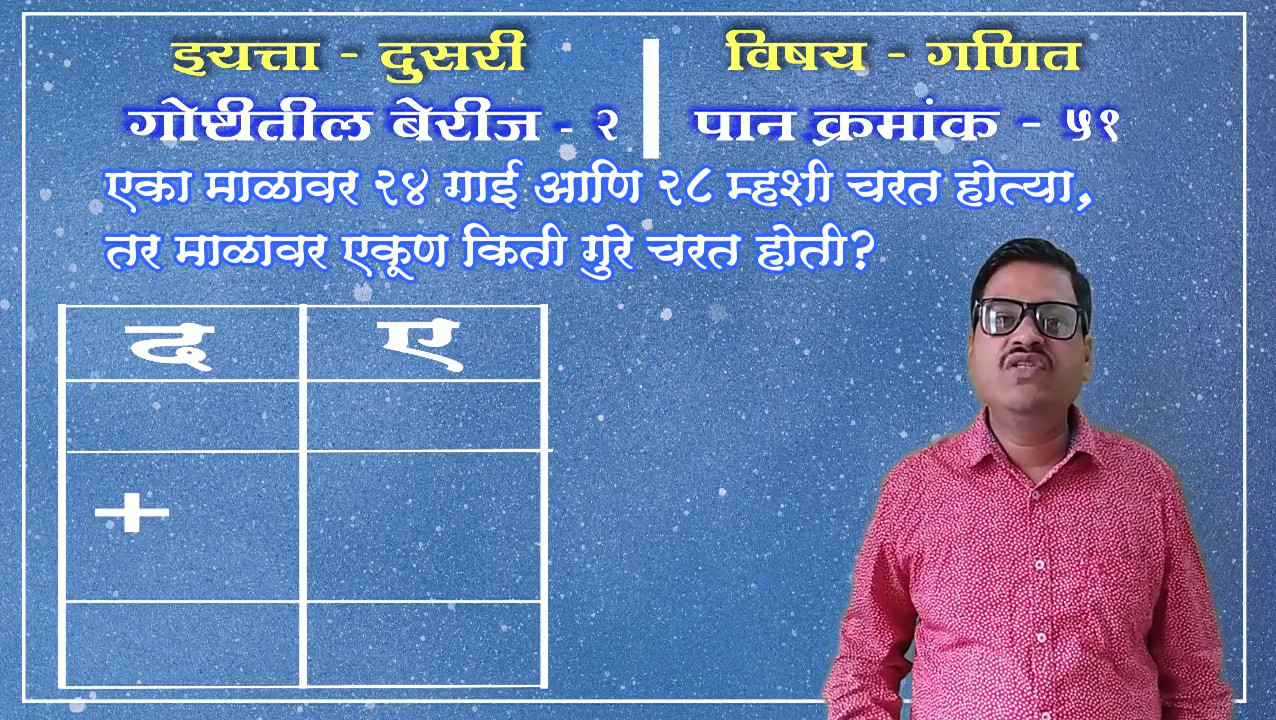 इयत्ता - दुसरी
विषय - गणित
गोष्टीतील बेरीज - २
पान क्रमांक - ५१
एका माळावर २४ गाई आणि २८ म्हशी चरत होत्या,
तर माळावर एकूण किती गुरे चरत होती?
द ए
+